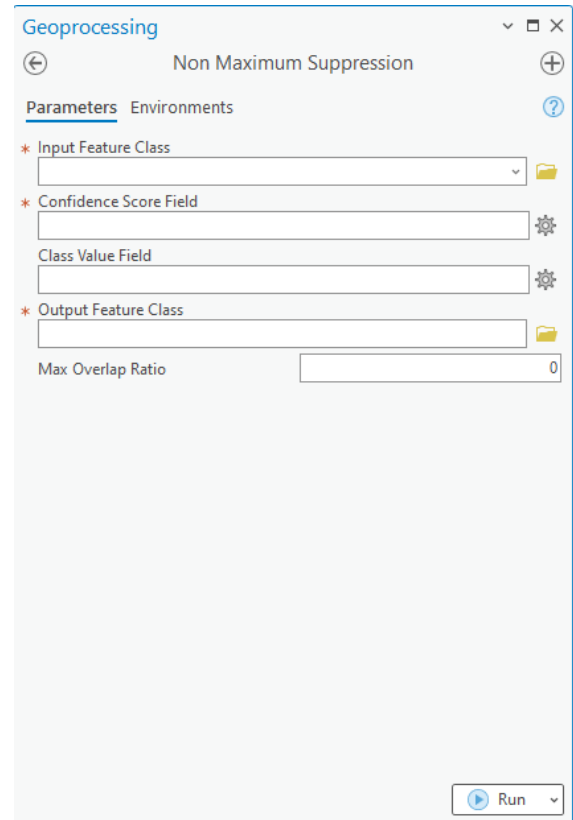 Geoprocessing
Non Maximum Suppression
Parameters Environments
* Input Feature Class
* Confidence Score Field
Class Value Field
* Output Feature Class
Max Overlap Ratio 0
Run